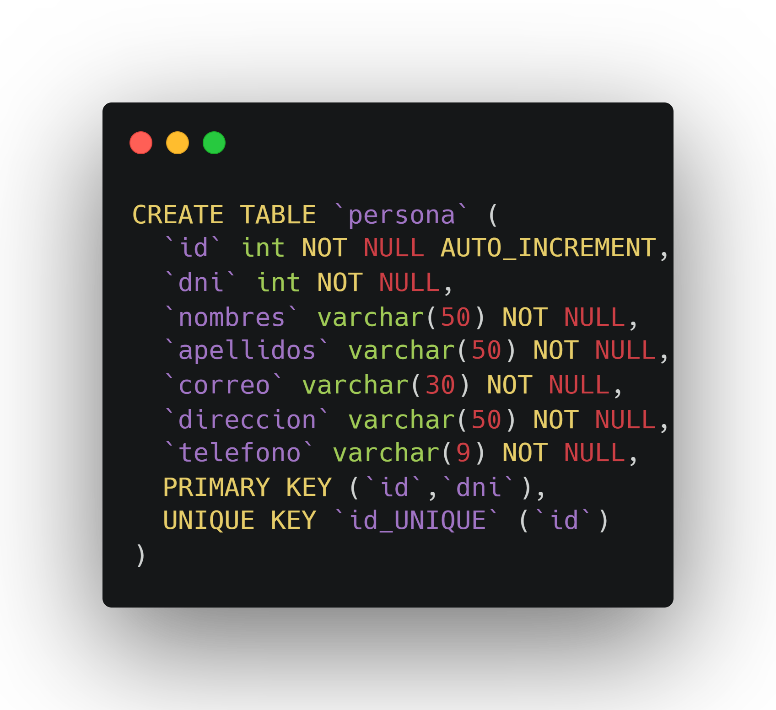 CREATE TABLE `persona` (
  `id` int NOT NULL AUTO_INCREMENT,
  `dni` int NOT NULL,
  `nombres` varchar(50) NOT NULL,
  `apellidos` varchar(50) NOT NULL,
  `correo` varchar(30) NOT NULL,
  `direccion` varchar(50) NOT NULL,
  `telefono` varchar(9) NOT NULL,
  PRIMARY KEY (`id`,`dni`),
  UNIQUE KEY `id_UNIQUE` (`id`)
)